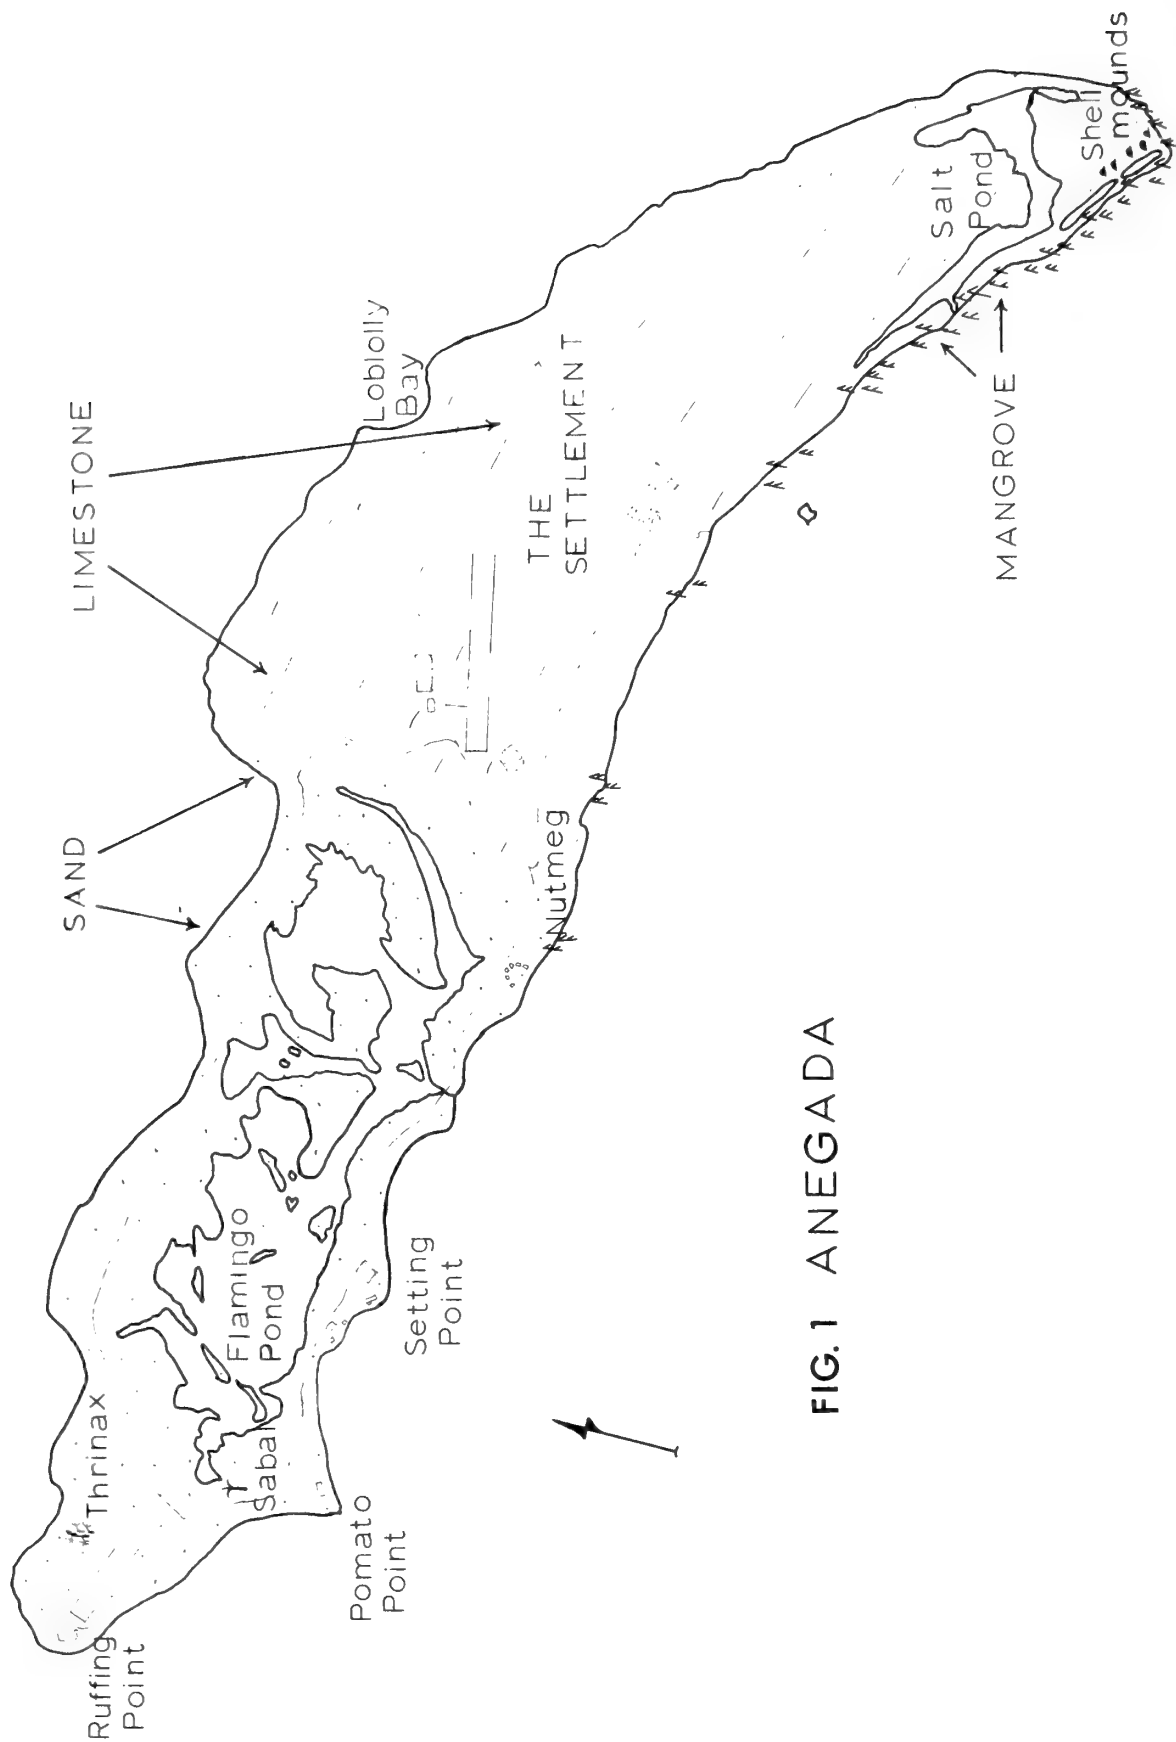 LIMESTONE
SAND
Loblolly
Bay
THE
SETTLEMENT
Salt
Pond
Shell
mounds
MANGROVE
Thrinax
Ruffing
Point
Sabal
Pomato
Point
Flamingo
Pond
Setting
Point
Nutmeg
FIG. 1 ANEGADA